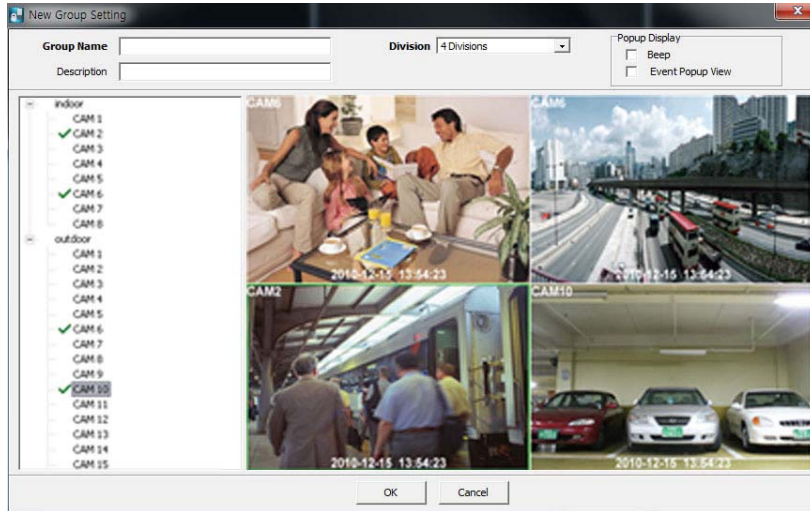 New Group Setting
Group Name
Division 4 Divisions
Popup Display
Beep
Description
Event Popup View
indoor
CAM 1
CAM 2
CAM 3
CAM 4
CAM 5
CAM 6
CAM 7
CAM 8
outdoor
CAM 1
CAM 2
CAM 3
CAM 4
CAM 5
CAM 6
CAM 7
CAM 8
CAM 9
CAM 10
CAM 11
CAM 12
CAM 13
CAM 14
CAM 15
CAM6
2010-12-15 13:54:23
CAM6
2010-12-15 13:54:23
CAM2
2010-12-15 13:54:23
CAM10
2010-12-15 13:54:23
OK
Cancel